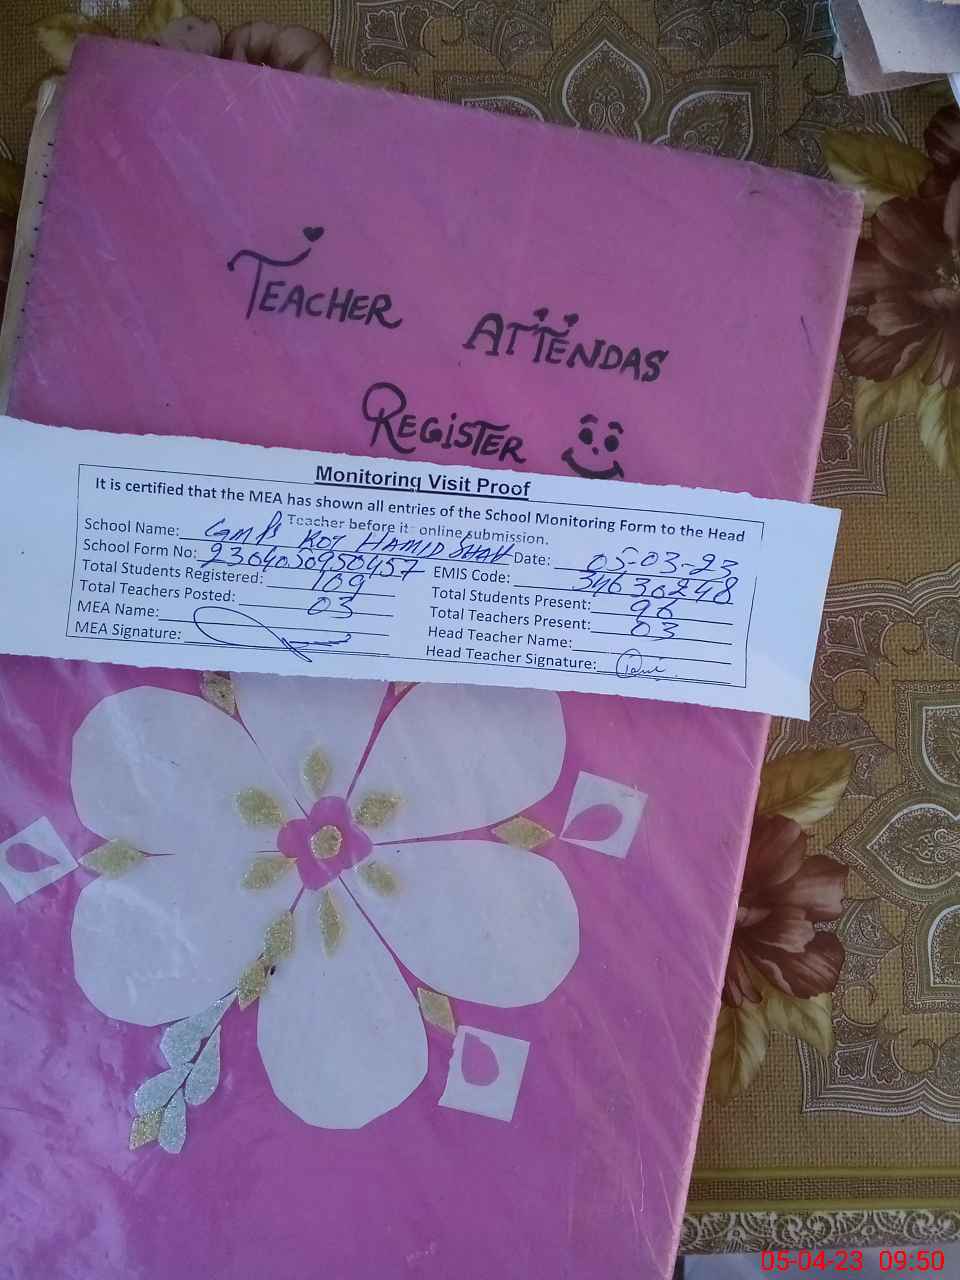 TEACHER ATTENDAS
REGISTER
Monitoring Visit Proof
It is certified that the MEA has shown all entries of the School Monitoring Form to the Head
Teacher before it online submission.
School Name: GMPS KOT HAMID SHAH Date: 05-03-23
School Form No: 2304030950457 EMIS Code: 34630248
Total Students Registered: 109 Total Students Present: 96
Total Teachers Posted: 03 Total Teachers Present: 03
MEA Name: Head Teacher Name:
MEA Signature: Head Teacher Signature:
05-04-23 09:50